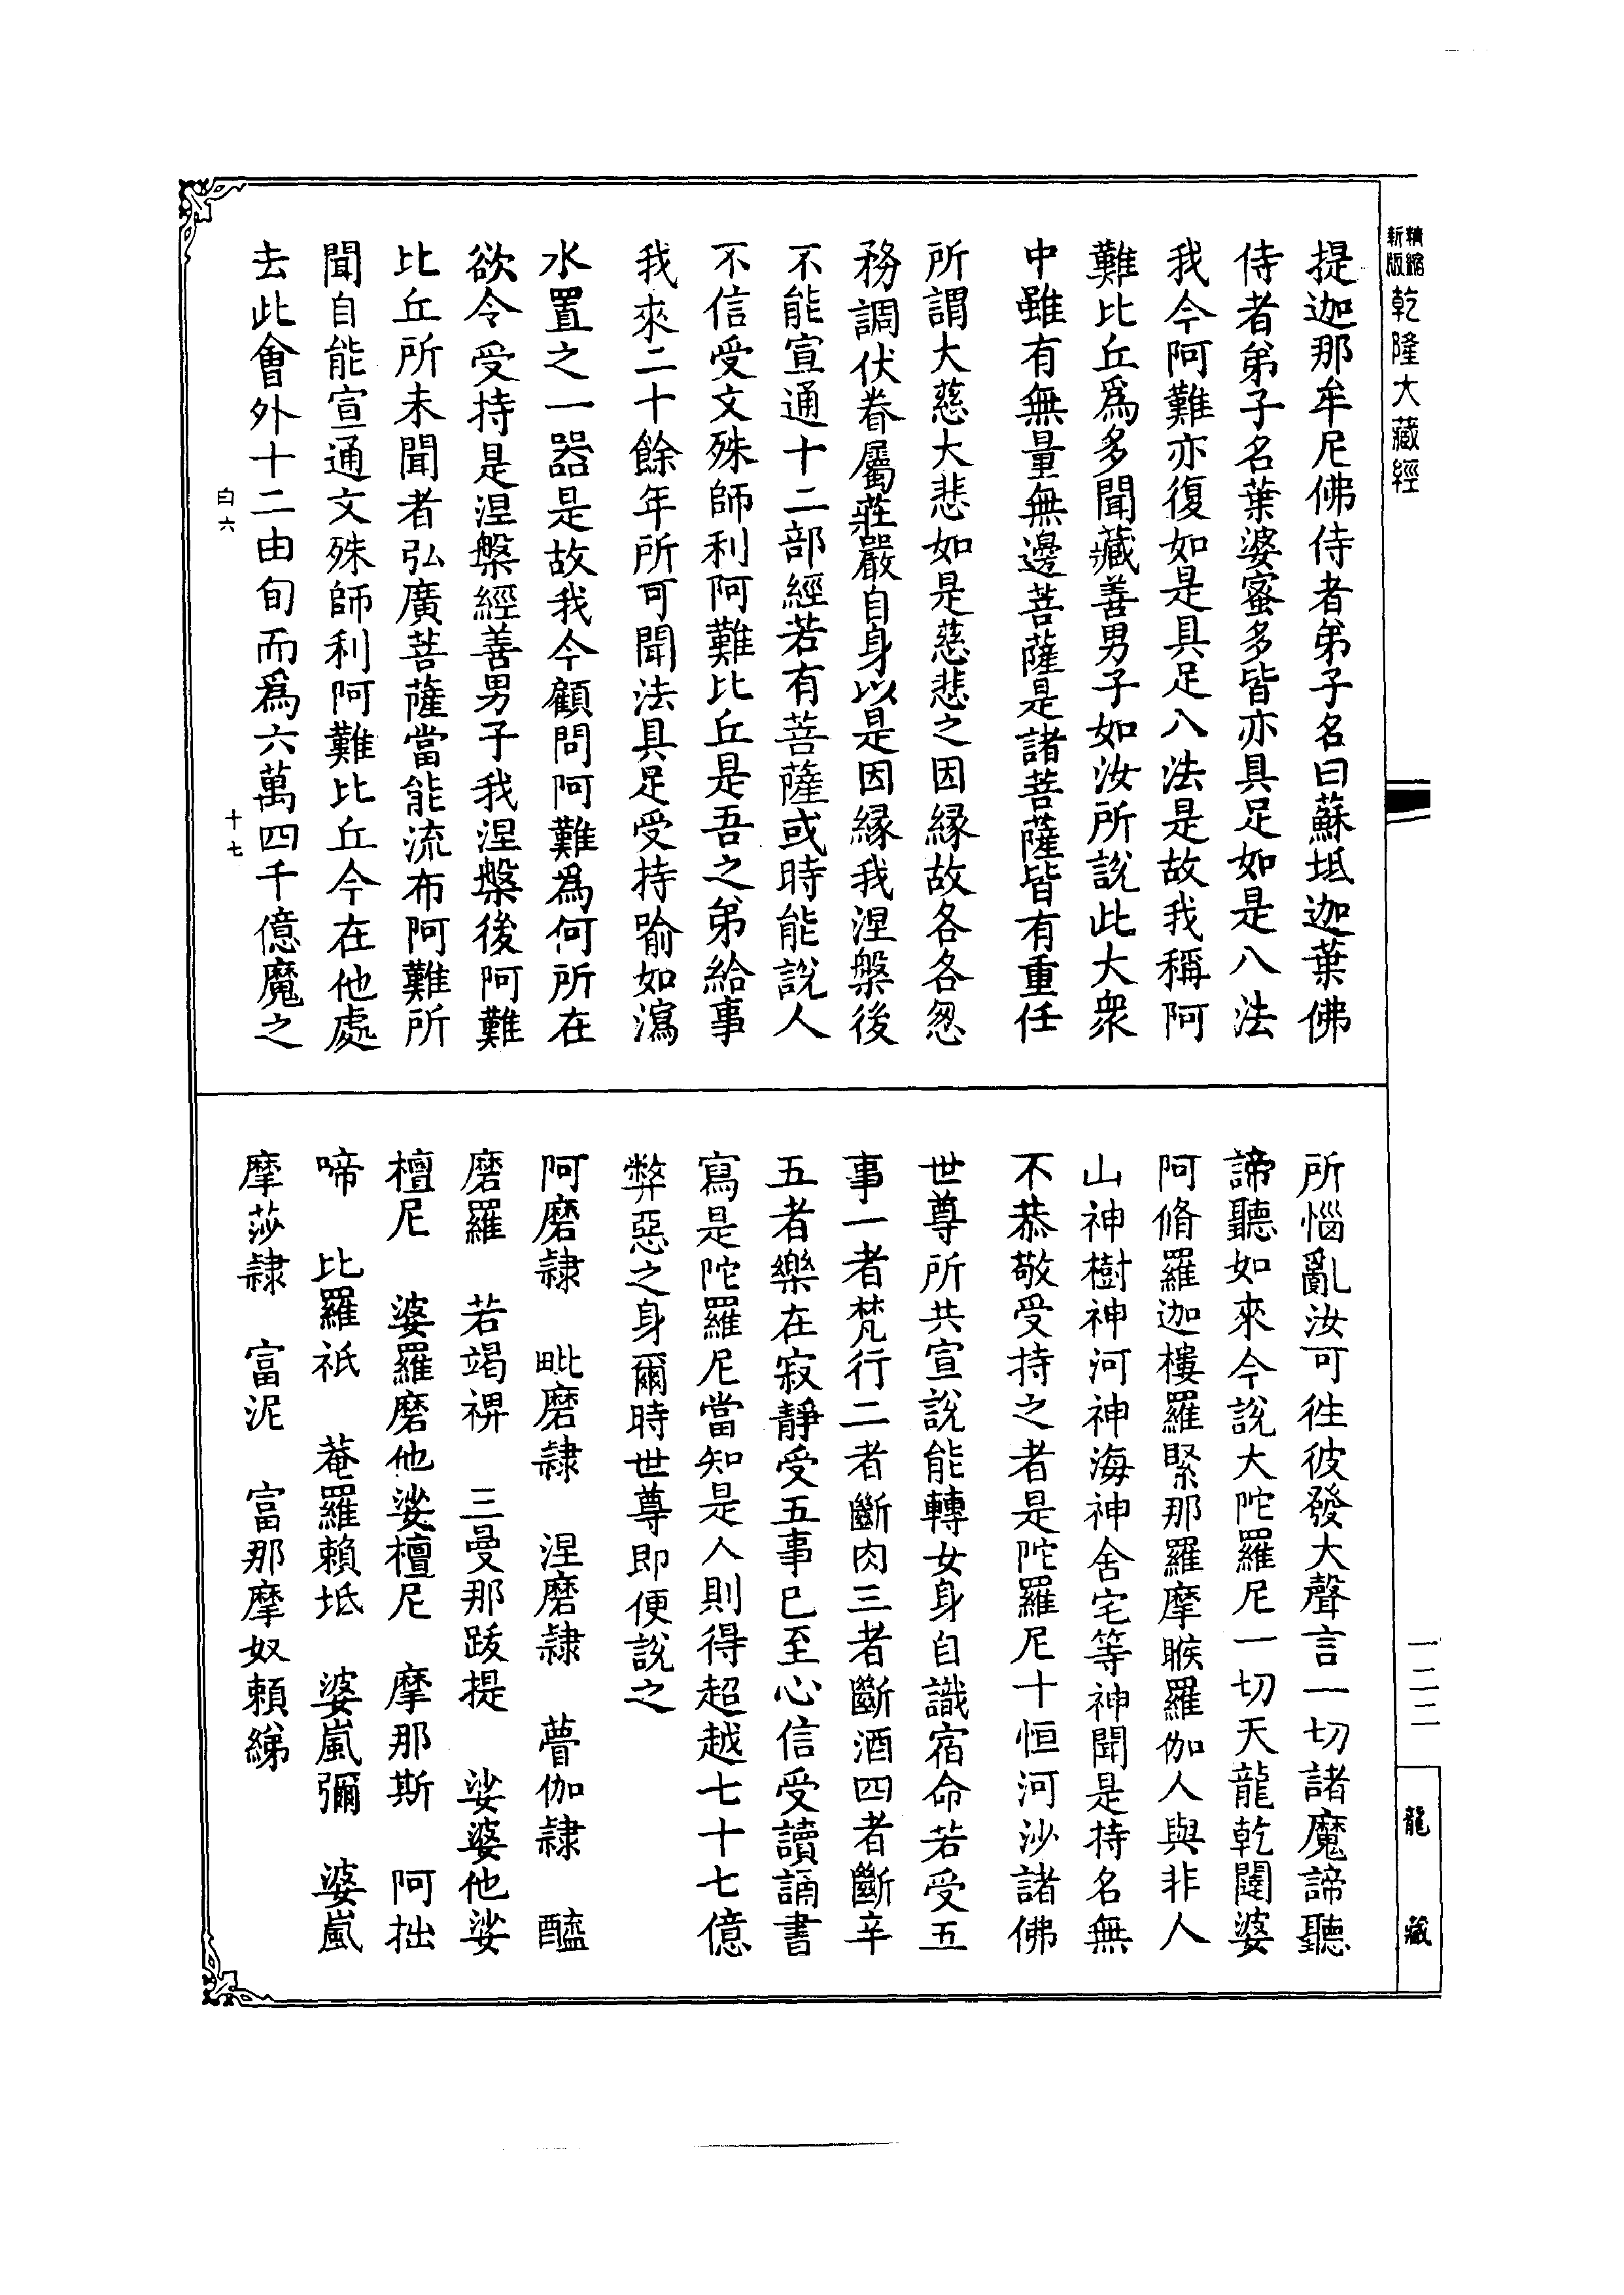 精縮新版 乾隆大藏經
提迦那牟尼佛侍者弟子名曰蘇坻迦葉佛
侍者弟子名葉婆蜜多皆亦具足如是八法
我今阿難亦復如是具足八法是故我稱阿
難比丘爲多聞藏善男子如汝所說此大衆
中雖有無量無邊菩薩是諸菩薩皆有重任
所謂大慈大悲如是慈悲之因縁故各各怱
務調伏眷屬莊嚴自身以是因縁我涅槃後
不能宣通十二部經若有菩薩或時能說人
不信受文殊師利阿難比丘是吾之弟給事
我來二十餘年所可聞法具足受持喻如瀉
水置之一器是故我今顧問阿難爲何所在
欲令受持是涅槃經善男子我涅槃後阿難
比丘所未聞者弘廣菩薩當能流布阿難所
聞自能宣通文殊師利阿難比丘今在他處
去此會外十二由旬而爲六萬四千億魔之
白六 十七
所惱亂汝可徃彼發大聲言一切諸魔諦聽
諦聽如來今說大陀羅尼一切天龍乾闥婆
阿脩羅迦樓羅緊那羅摩睺羅伽人與非人
山神樹神河神海神舍宅等神聞是持名無
不恭敬受持之者是陀羅尼十恒河沙諸佛
世尊所共宣說能轉女身自識宿命若受五
事一者梵行二者斷肉三者斷酒四者斷辛
五者樂在寂靜受五事已至心信受讀誦書
寫是陀羅尼當知是人則得超越七十七億
弊惡之身爾時世尊即便說之
阿磨隸 毗磨隸 涅磨隸 瞢伽隸 醯
磨羅 若竭裨 三曼那跋提 娑婆他娑
檀尼 婆羅磨他娑檀尼 摩那斯 阿拙
啼 比羅祇 菴羅賴坻 婆嵐彌 婆嵐
摩莎隸 富泥 富那摩奴賴綈
一二二
龍藏